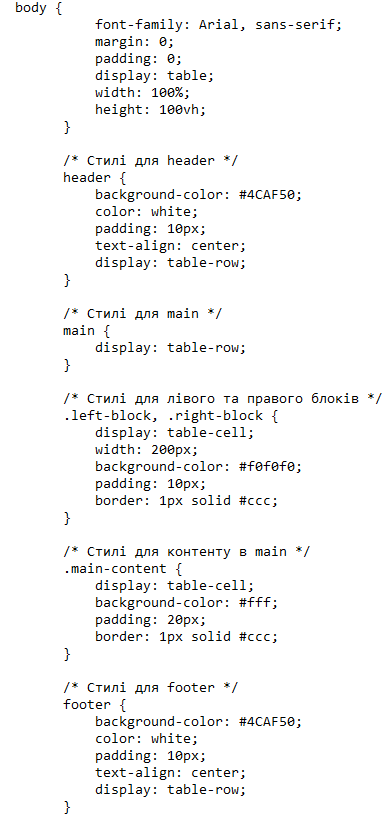 body {
font-family: Arial, sans-serif;
margin: 0;
padding: 0;
display: table;
width: 100%;
height: 100vh;
}
/* Стилі для header */
header {
background-color: #4CAF50;
color: white;
padding: 10px;
text-align: center;
display: table-row;
}
/* Стилі для main */
main {
display: table-row;
}
/* Стилі для лівого та правого блоків */
.left-block, .right-block {
display: table-cell;
width: 200px;
background-color: #f0f0f0;
padding: 10px;
border: 1px solid #ccc;
}
/* Стилі для контенту в main */
.main-content {
display: table-cell;
background-color: #fff;
padding: 20px;
border: 1px solid #ccc;
}
/* Стилі для footer */
footer {
background-color: #4CAF50;
color: white;
padding: 10px;
text-align: center;
display: table-row;
}